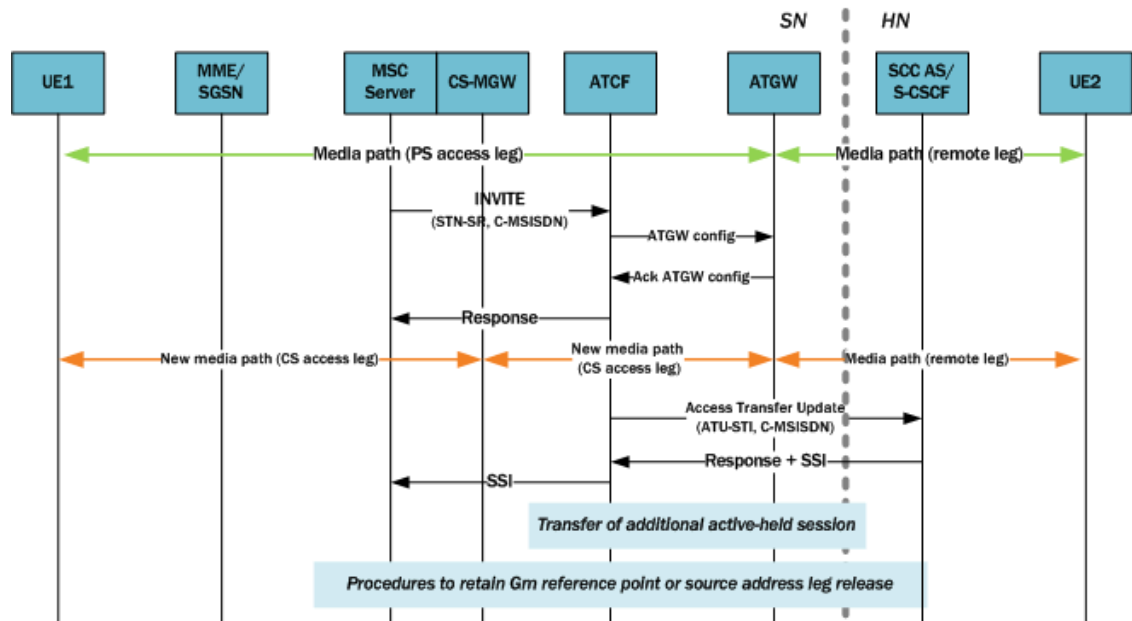 SN HN
UE1
MME/
SGSN
MSC
Server
CS-MGW
ATCF
ATGW
SCC AS/
S-CSCF
UE2
Media path (PS access leg)
Media path (remote leg)
INVITE
(STN-SR, C-MSISDN)
ATGW config
Ack ATGW config
Response
New media path (CS access leg)
New media path
(CS access leg)
Media path (remote leg)
Access Transfer Update
(ATU-STI, C-MSISDN)
Response + SSI
SSI
Transfer of additional active-held session
Procedures to retain Gm reference point or source address leg release